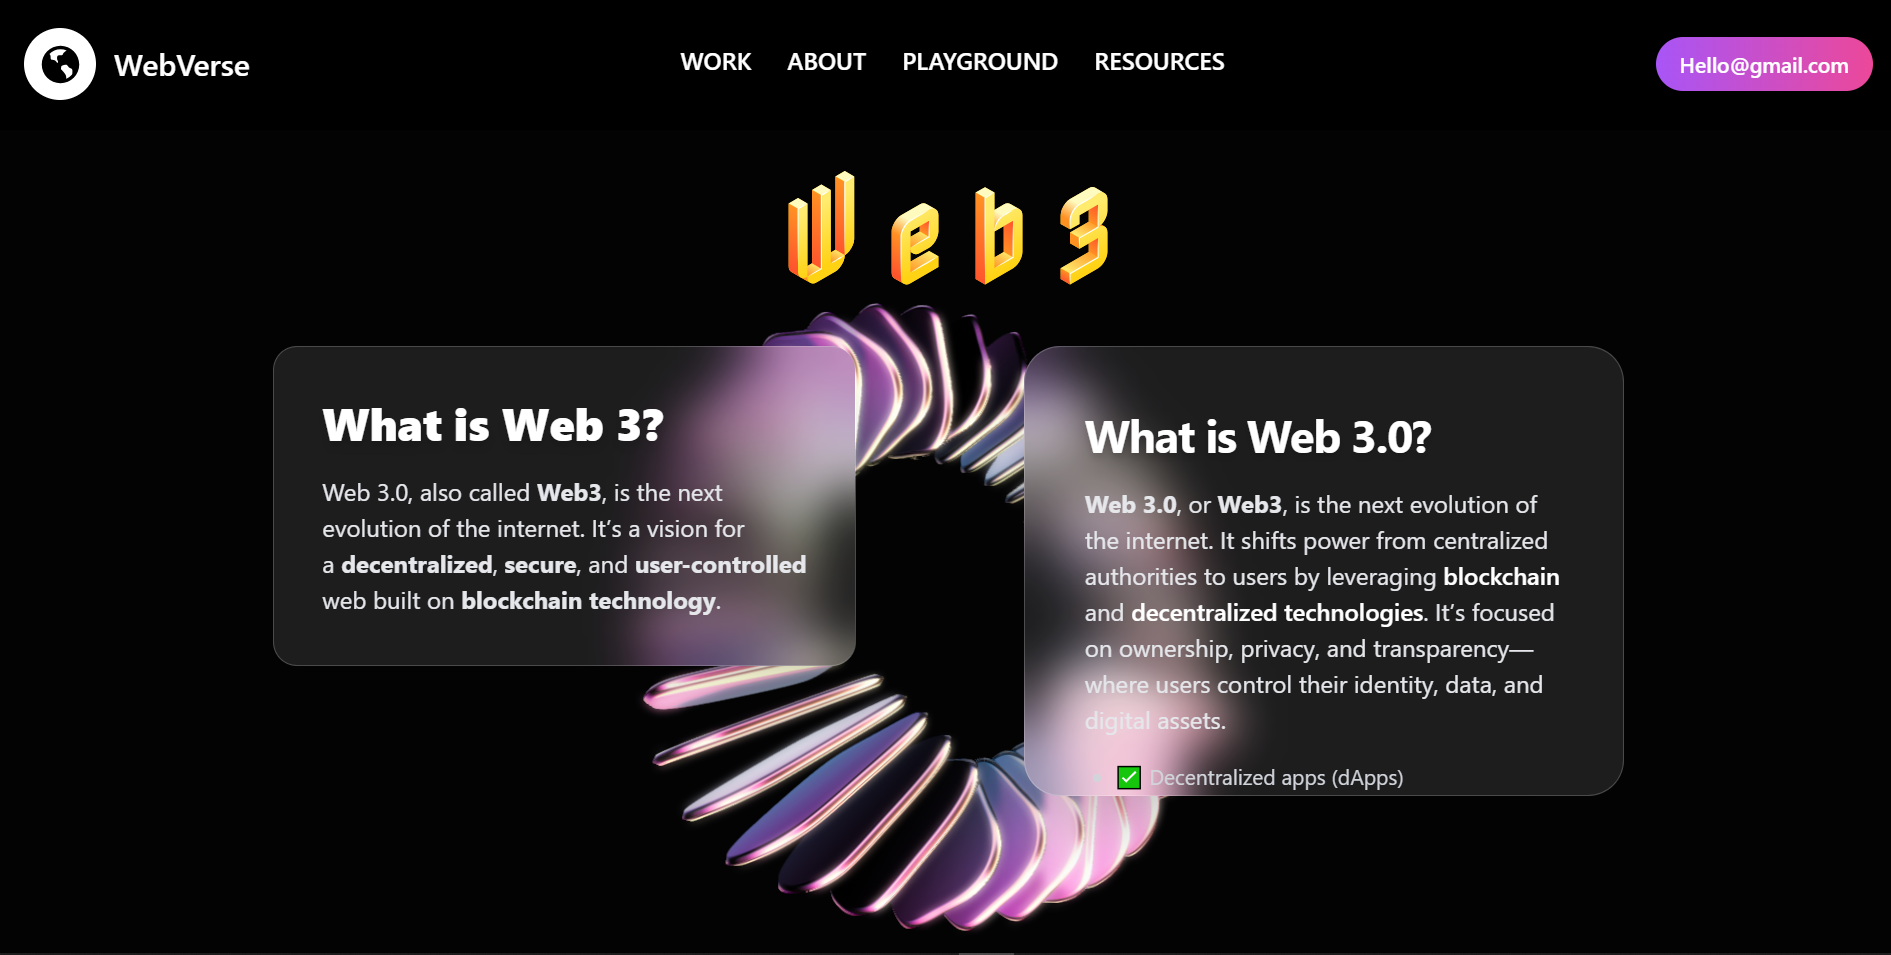 WebVerse
WORK ABOUT PLAYGROUND RESOURCES
Hello@gmail.com
Web3
What is Web 3?
Web 3.0, also called Web3, is the next
evolution of the internet. It’s a vision for
a decentralized, secure, and user-controlled
web built on blockchain technology.
What is Web 3.0?
Web 3.0, or Web3, is the next evolution of
the internet. It shifts power from centralized
authorities to users by leveraging blockchain
and decentralized technologies. It’s focused
on ownership, privacy, and transparency—
where users control their identity, data, and
digital assets.
• ✅ Decentralized apps (dApps)